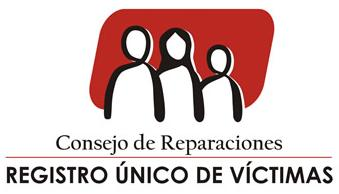 Consejo de Reparaciones
REGISTRO ÚNICO DE VÍCTIMAS